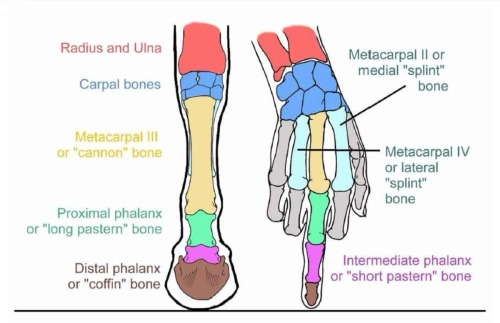 Radius and Ulna
Carpal bones
Metacarpal III
or "cannon" bone
Proximal phalanx
or "long pastern" bone
Distal phalanx
or "coffin" bone
Metacarpal II or
medial "splint"
bone
Metacarpal IV
or lateral
"splint"
bone
Intermediate phalanx
or "short pastern" bone